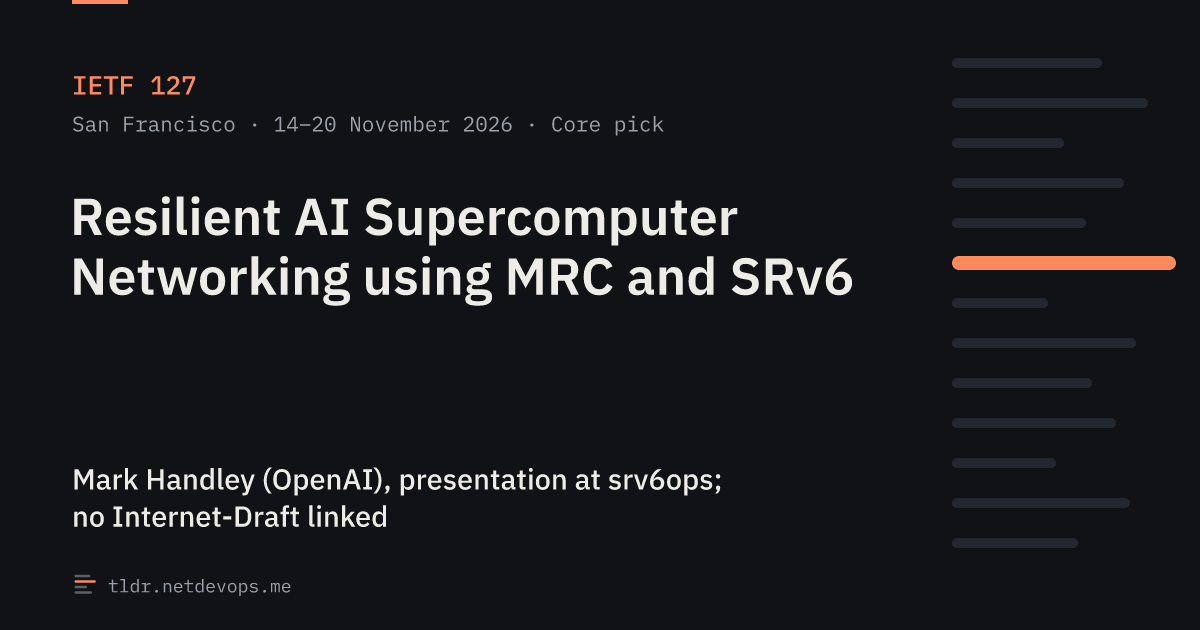 IETF 127
San Francisco · 14–20 November 2026 · Core pick
Resilient AI Supercomputer
Networking using MRC and SRv6
Mark Handley (OpenAI), presentation at srv6ops;
no Internet-Draft linked
tldr.netdevops.me